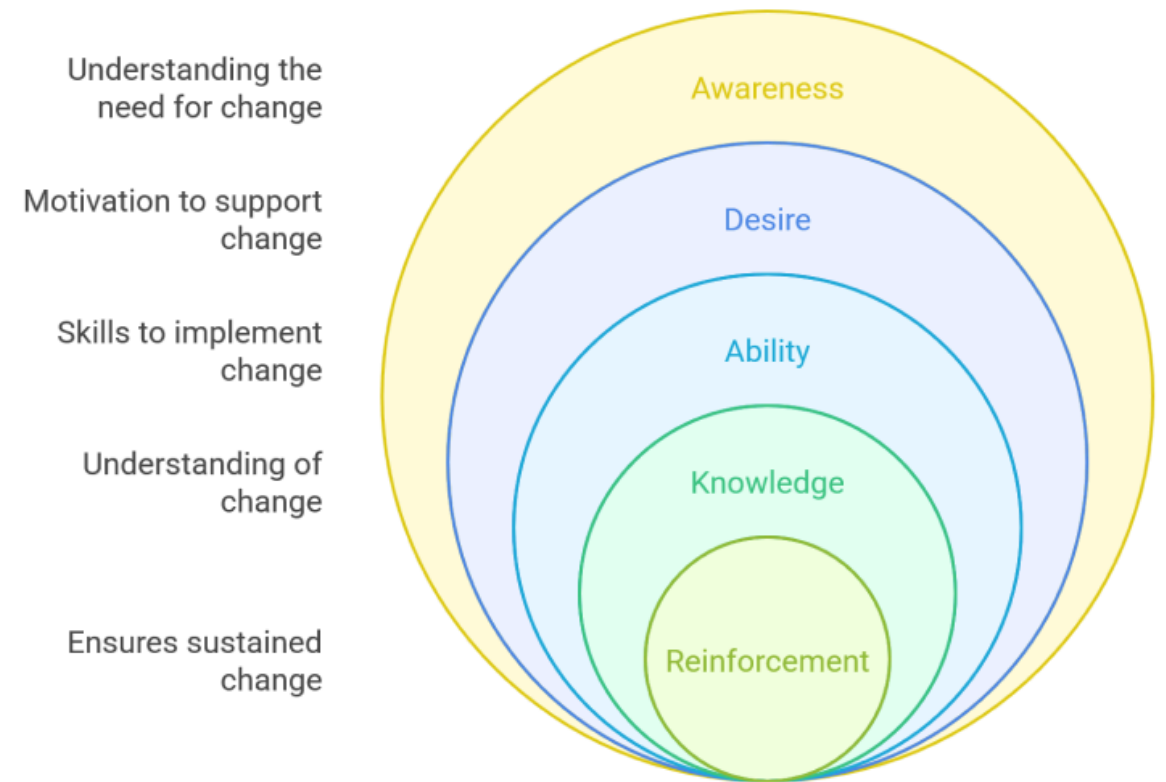 Understanding the
need for change
Awareness
Motivation to support
change
Desire
Skills to implement
change
Ability
Understanding of
change
Knowledge
Ensures sustained
change
Reinforcement